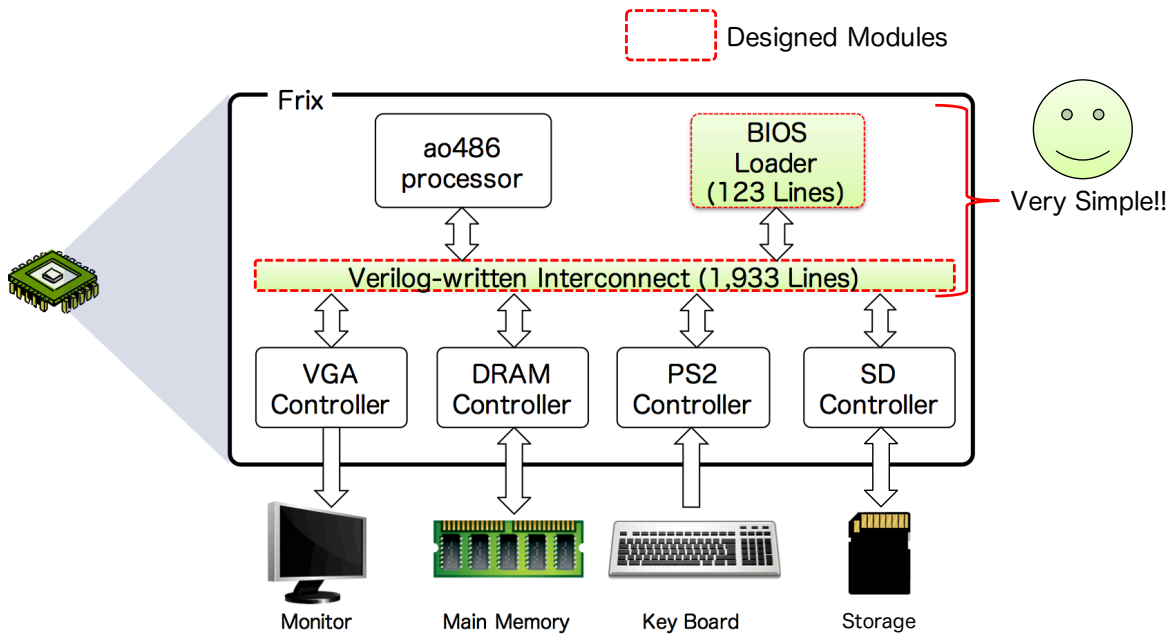 Designed Modules
Frix
ao486
processor
BIOS
Loader
(123 Lines)
Very Simple!!
Verilog-written Interconnect (1,933 Lines)
VGA
Controller
DRAM
Controller
PS2
Controller
SD
Controller
Monitor
Main Memory
Key Board
Storage